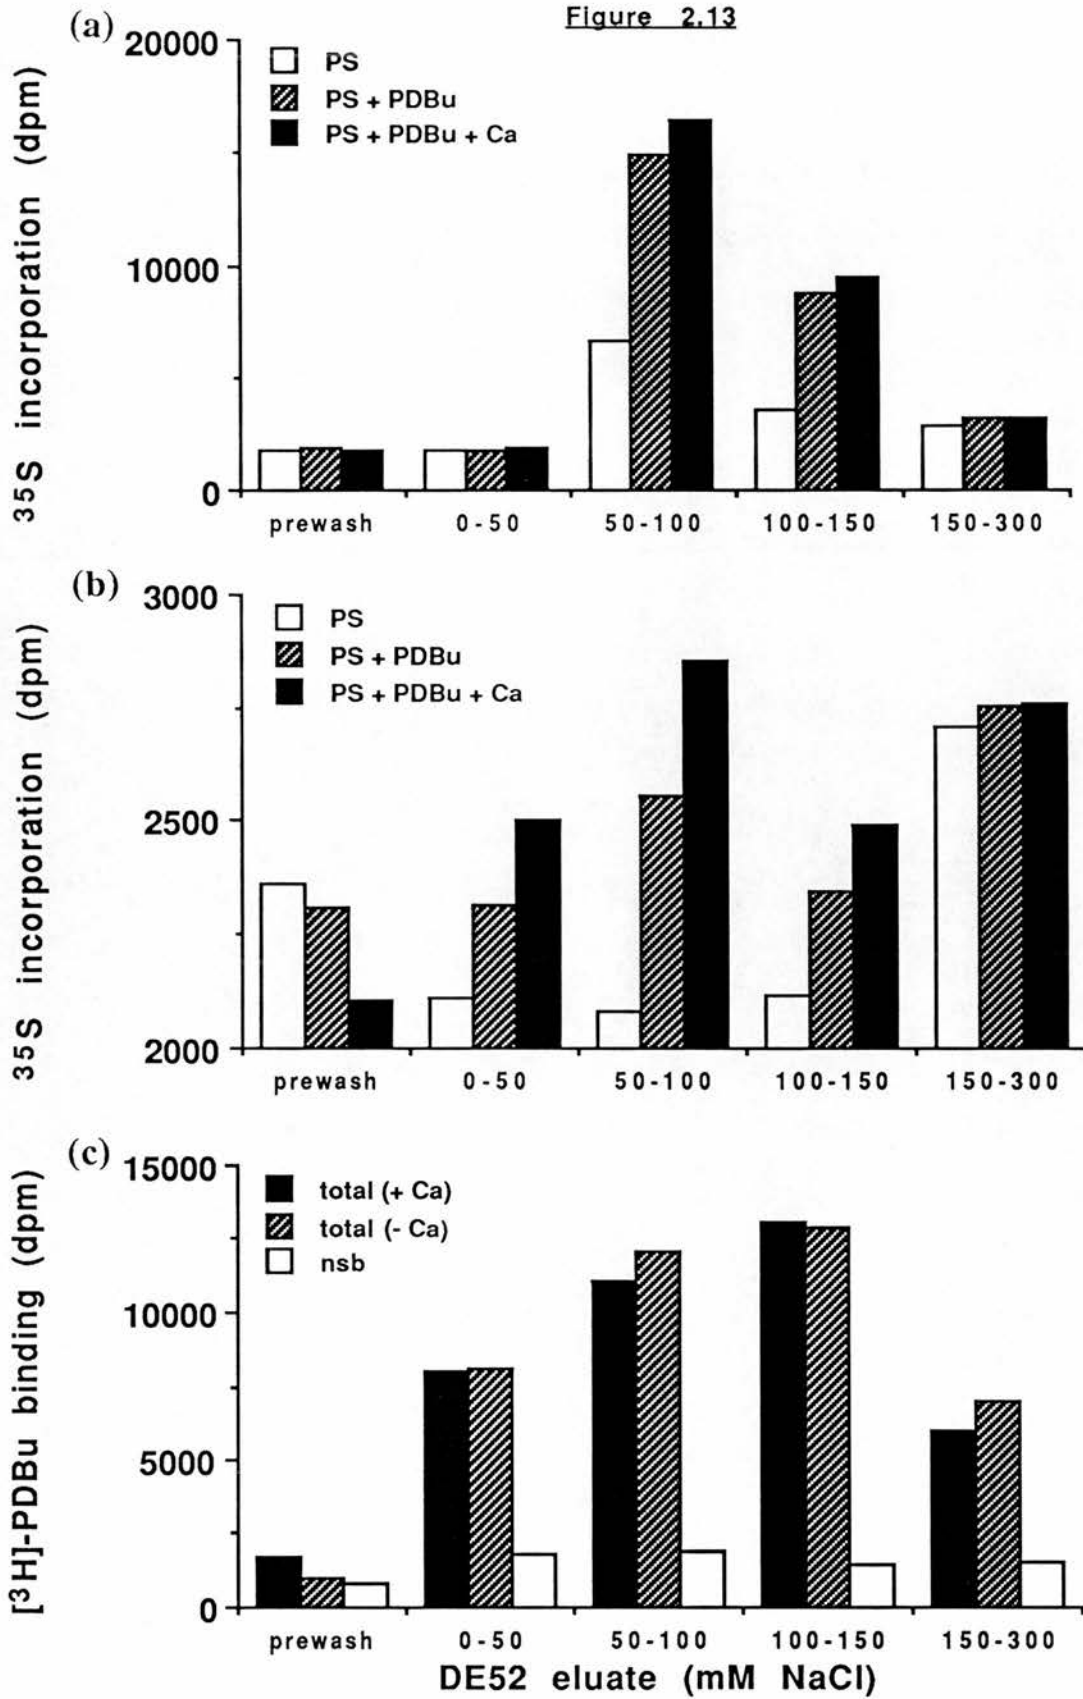 Figure 2.13
(a)
35S incorporation (dpm)
20000
10000
0
PS
PS + PDBu
PS + PDBu + Ca
prewash 0-50 50-100 100-150 150-300
(b)
35S incorporation (dpm)
3000
2500
2000
PS
PS + PDBu
PS + PDBu + Ca
prewash 0-50 50-100 100-150 150-300
(c)
[3H]-PDBu binding (dpm)
15000
10000
5000
0
total (+ Ca)
total (- Ca)
nsb
prewash 0-50 50-100 100-150 150-300
DE52 eluate (mM NaCl)